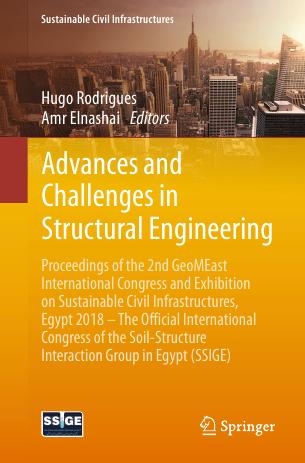 Sustainable Civil Infrastructures
Hugo Rodrigues
Amr Elnashai Editors
Advances and
Challenges in
Structural Engineering
Proceedings of the 2nd GeoMEast
International Congress and Exhibition
on Sustainable Civil Infrastructures,
Egypt 2018 – The Official International
Congress of the Soil-Structure
Interaction Group in Egypt (SSIGE)
SSIGE
Springer